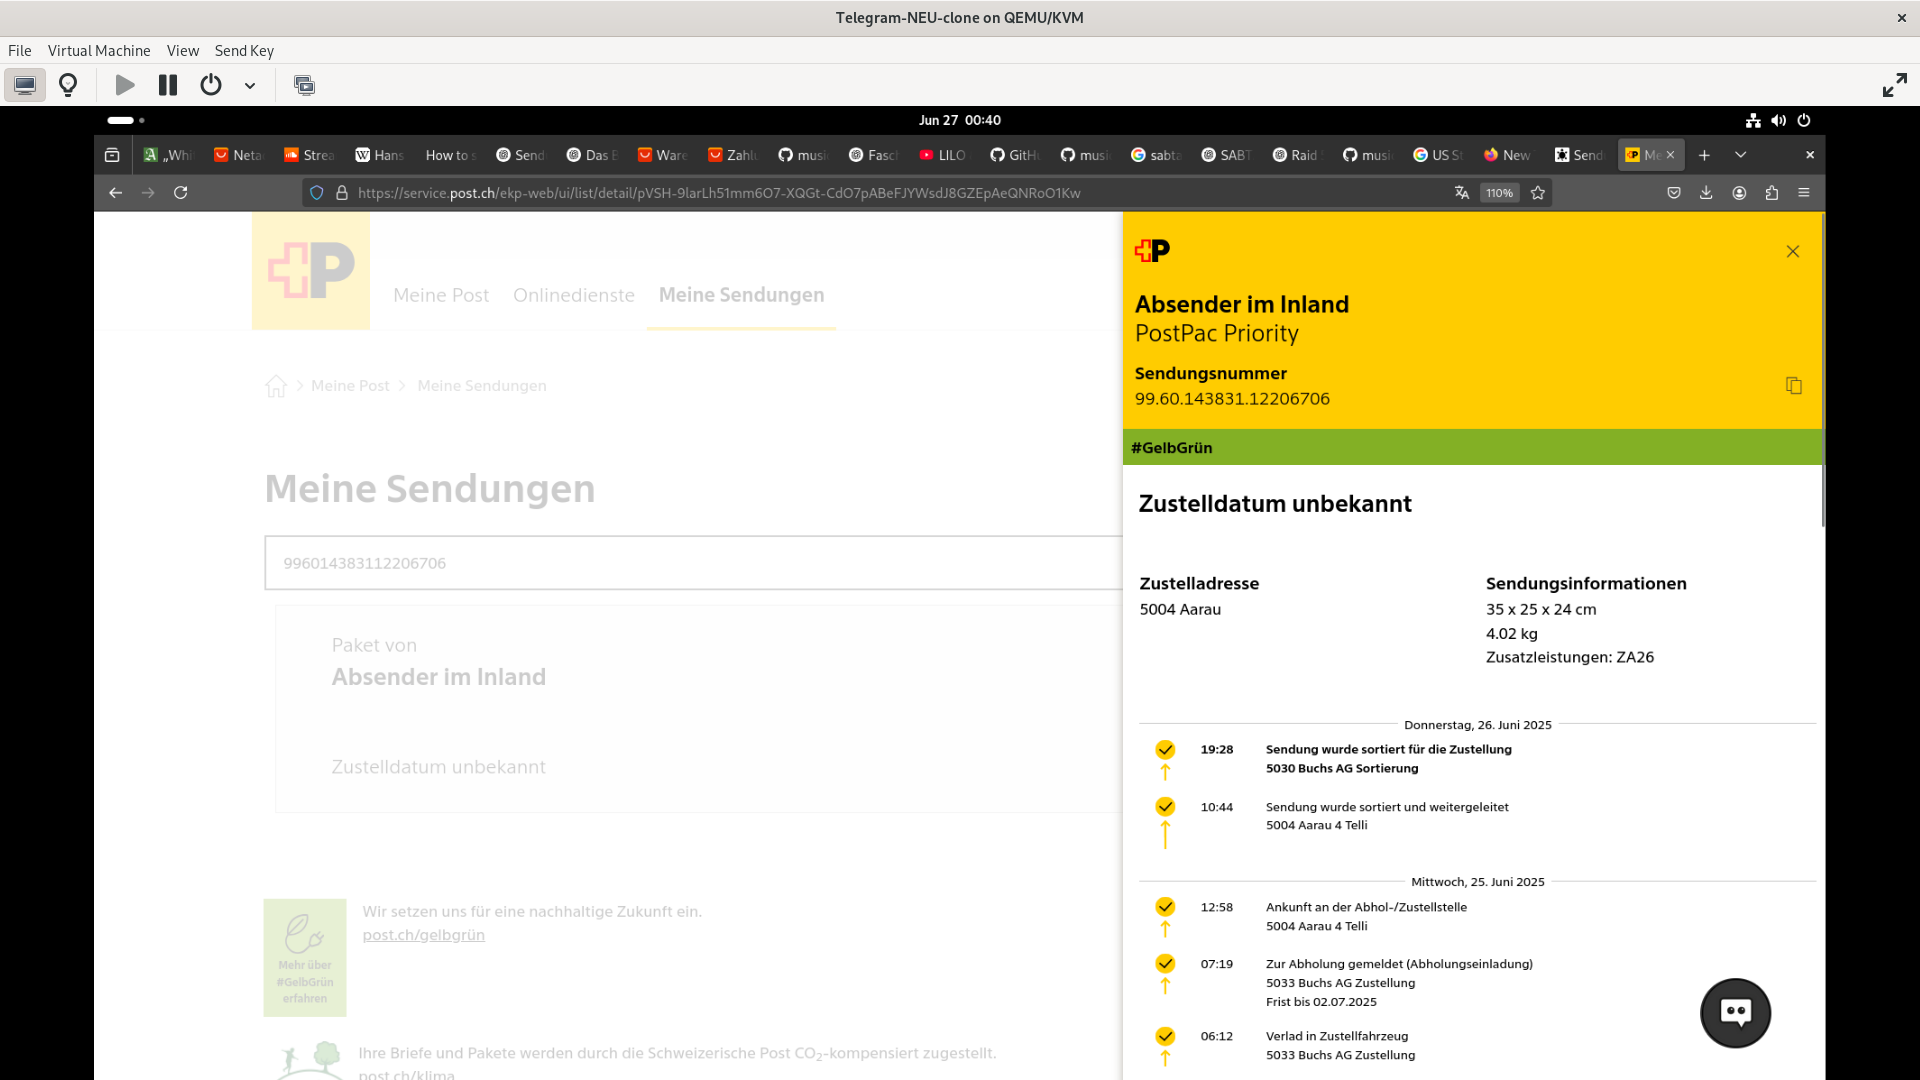 Telegram-NEU-clone on QEMU/KVM
File Virtual Machine View Send Key
Jun 27 00:40
„Whi Neta Strea Hans How to s Send Das B Ware Zahlu musi Fasch LILO GitHu musi sabta SABT Raid musi US St New Send Me
https://service.post.ch/ekp-web/ui/list/detail/pVSH-9larLh51mm6O7-XQGt-CdO7pABeFJYWsdJ8GZEpAeQNRoO1Kw
110%
P
Meine Post Onlinedienste Meine Sendungen
Meine Post Meine Sendungen
Meine Sendungen
996014383112206706
Paket von
Absender im Inland
Zustelldatum unbekannt
Mehr über
#GelbGrün
erfahren
Wir setzen uns für eine nachhaltige Zukunft ein.
post.ch/gelbgrün
Ihre Briefe und Pakete werden durch die Schweizerische Post CO₂-kompensiert zugestellt.
post.ch/klima
P
Absender im Inland
PostPac Priority
Sendungsnummer
99.60.143831.12206706
#GelbGrün
Zustelldatum unbekannt
Zustelladresse
5004 Aarau
Sendungsinformationen
35 x 25 x 24 cm
4.02 kg
Zusatzleistungen: ZA26
Donnerstag, 26. Juni 2025
19:28 Sendung wurde sortiert für die Zustellung
5030 Buchs AG Sortierung
10:44 Sendung wurde sortiert und weitergeleitet
5004 Aarau 4 Telli
Mittwoch, 25. Juni 2025
12:58 Ankunft an der Abhol-/Zustellstelle
5004 Aarau 4 Telli
07:19 Zur Abholung gemeldet (Abholungseinladung)
5033 Buchs AG Zustellung
Frist bis 02.07.2025
06:12 Verlad in Zustellfahrzeug
5033 Buchs AG Zustellung